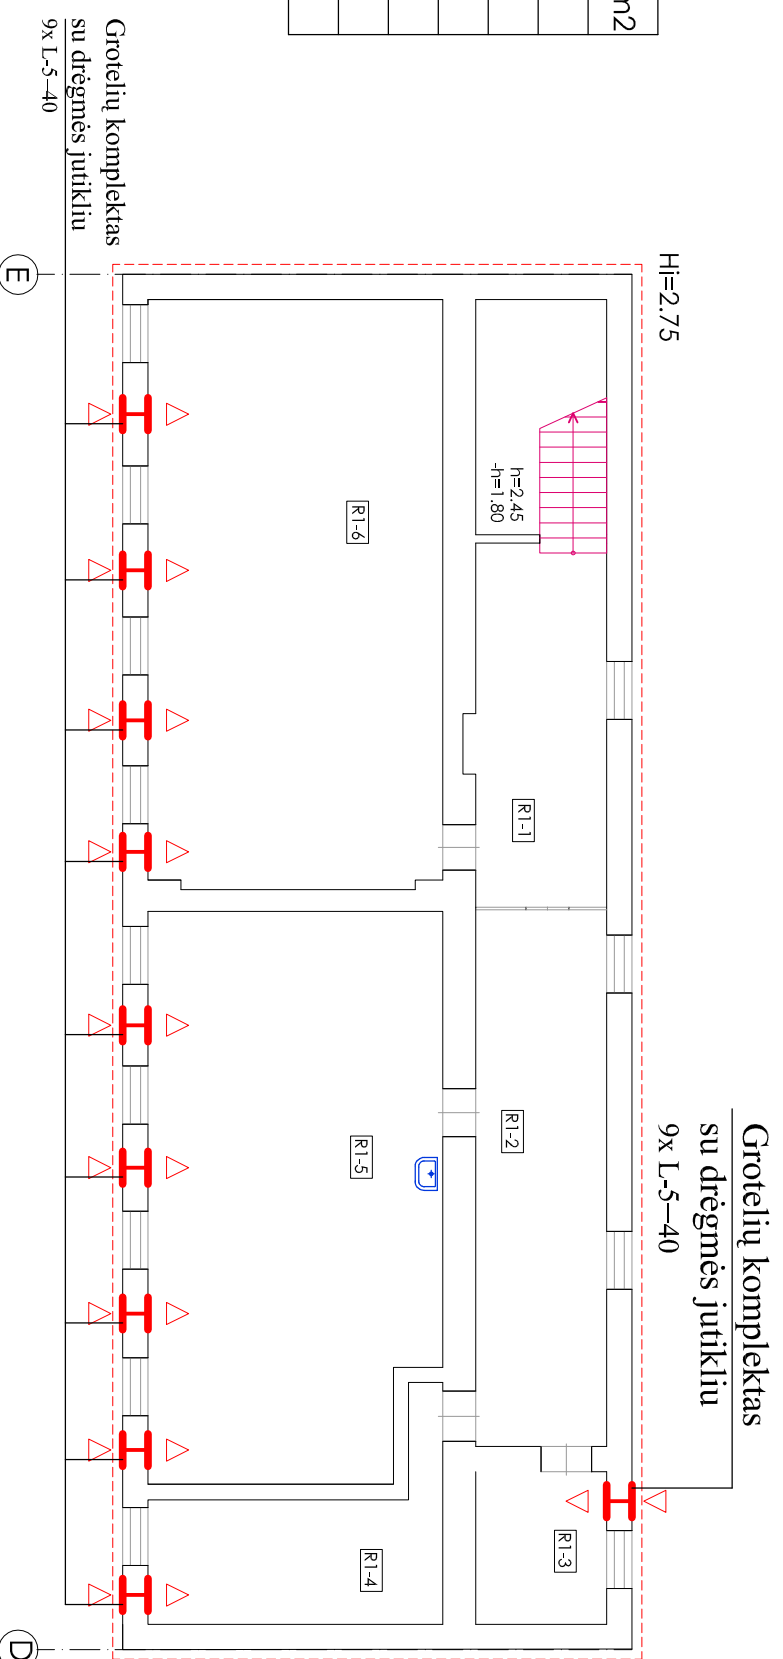 m2
Hi=2.75
Grotelių komplektas
su drėgmės jutikliu
9x L-5-40
h=2.45
-h=1.80
R1-1
R1-2
R1-3
R1-6
R1-5
R1-4
Grotelių komplektas
su drėgmės jutikliu
9x L-5-40
E
D